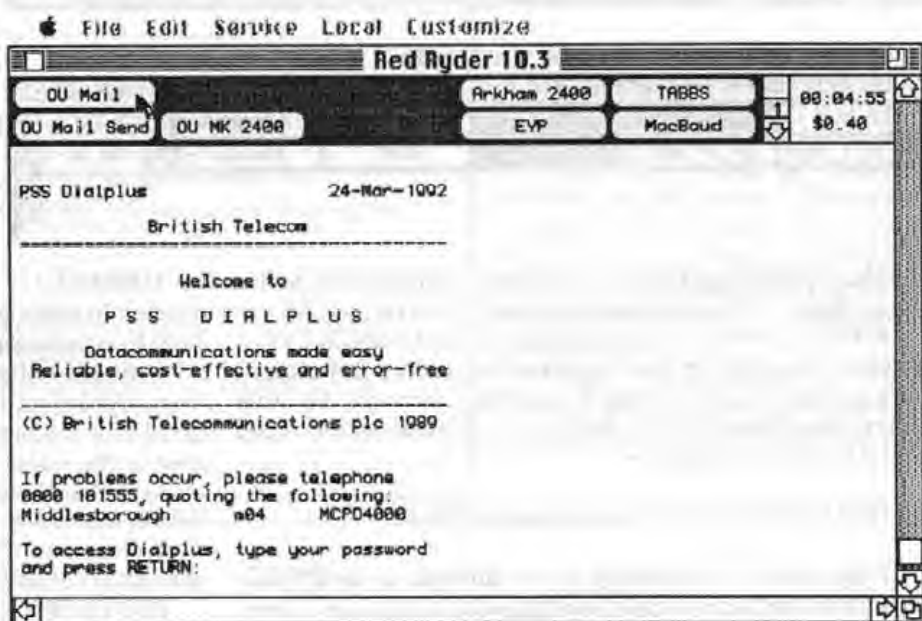 File Edit Service Local Customize
Red Ryder 10.3
OU Mail Arkham 2400 TABBS 00:04:55
OU Mail Send OU MK 2400 EYP MacBaud 1 $0.40
PSS Dialplus 24-Mar-1992
British Telecom
Welcome to
P S S D I A L P L U S
Datacommunications made easy
Reliable, cost-effective and error-free
(C) British Telecommunications plc 1989
If problems occur, please telephone
0800 181555, quoting the following:
Middlesborough m04 MCPO4000
To access Dialplus, type your password
and press RETURN: